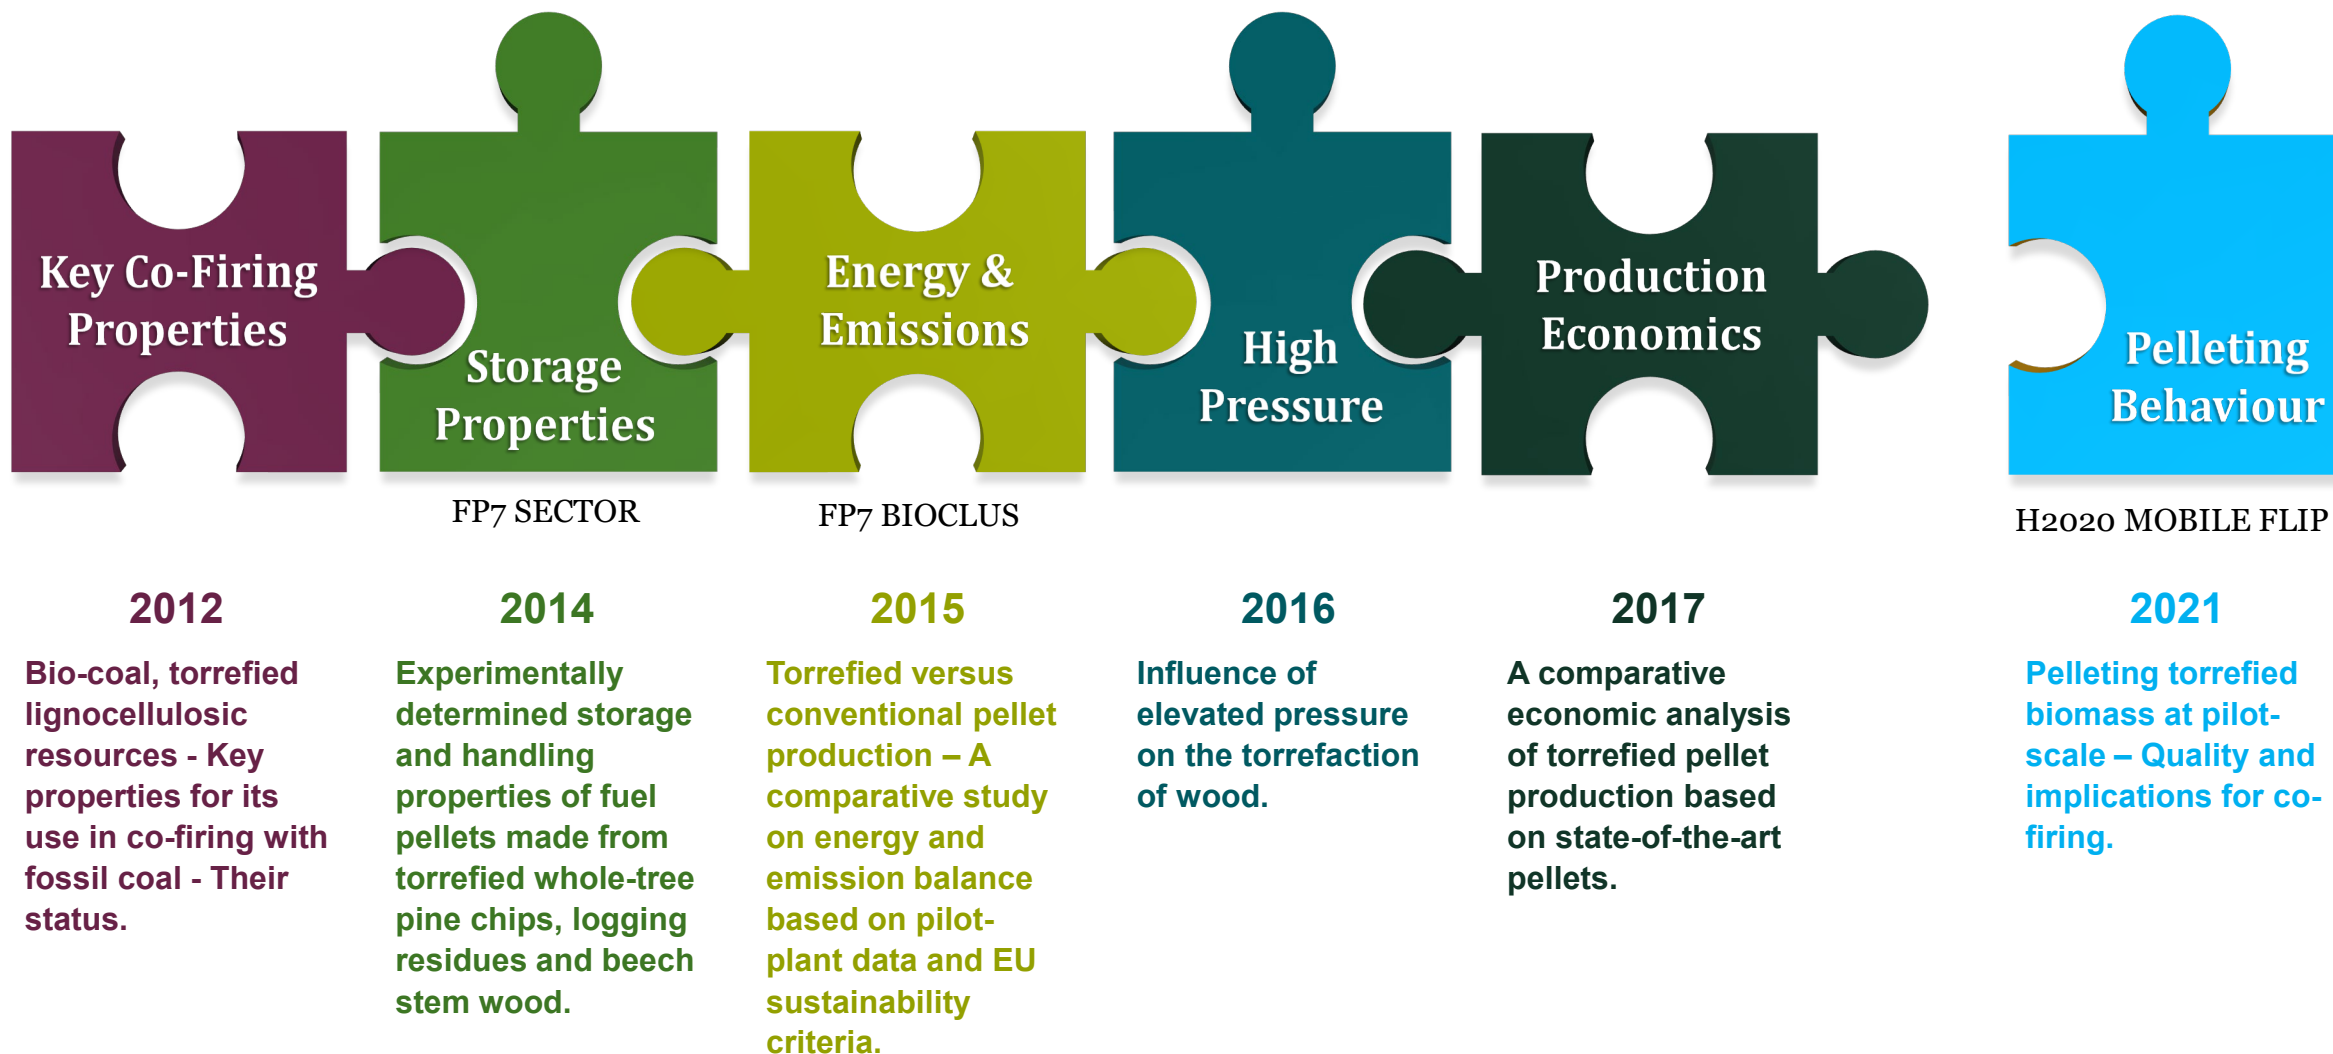 Key Co-Firing
Properties
Storage
Properties
Energy &
Emissions
High
Pressure
Production
Economics
Pelleting
Behaviour
FP7 SECTOR
FP7 BIOCLUS
H2020 MOBILE FLIP
2012
Bio-coal, torrefied
lignocellulosic
resources - Key
properties for its
use in co-firing with
fossil coal - Their
status.
2014
Experimentally
determined storage
and handling
properties of fuel
pellets made from
torrefied whole-tree
pine chips, logging
residues and beech
stem wood.
2015
Torrefied versus
conventional pellet
production – A
comparative study
on energy and
emission balance
based on pilot-
plant data and EU
sustainability
criteria.
2016
Influence of
elevated pressure
on the torrefaction
of wood.
2017
A comparative
economic analysis
of torrefied pellet
production based
on state-of-the-art
pellets.
2021
Pelleting torrefied
biomass at pilot-
scale – Quality and
implications for co-
firing.